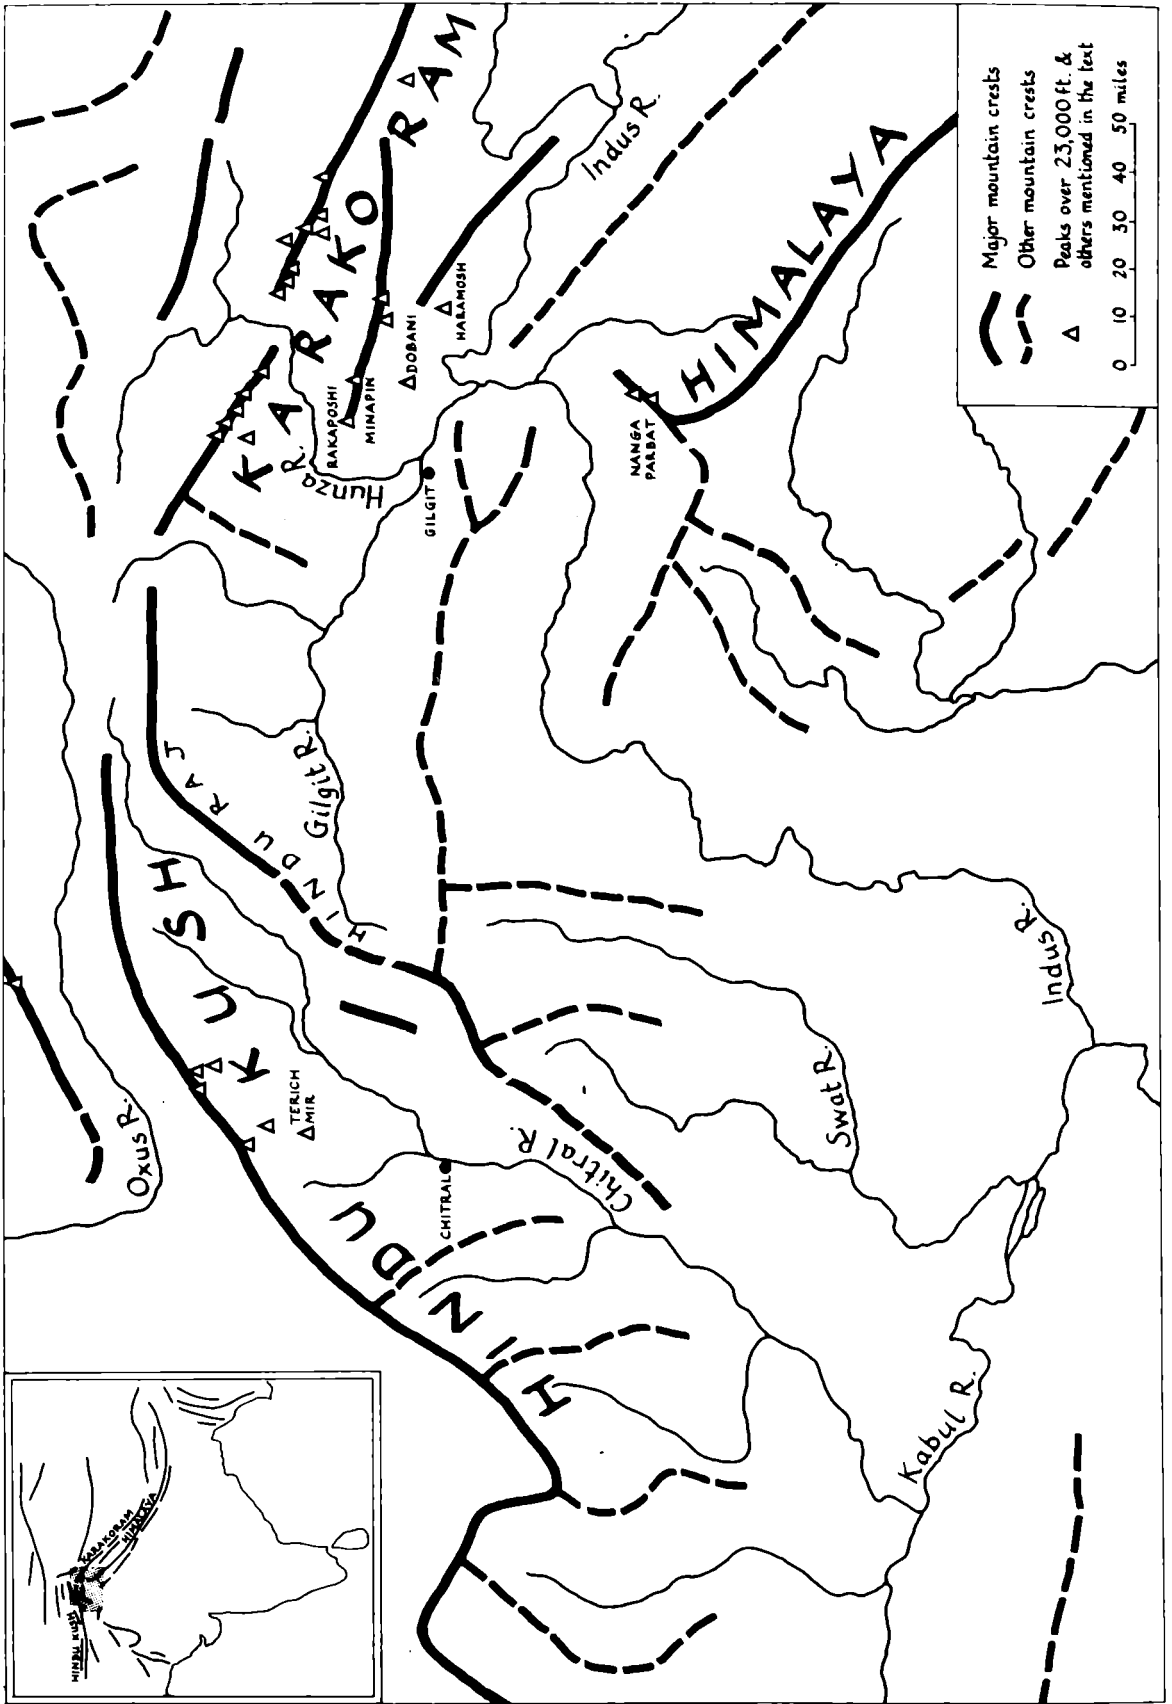 HINDU KUSH
KARAKORAM
HIMALAYA
Oxus R.
HINDU KUSH
TERICH
MIR
CHITRAL
Chitral R.
HINDU RAJ
Gilgit R.
KARAKORAM
Hunza R.
RAKAPOSHI
MINAPIN
DOBANI
HARAMOSH
GILGIT
Indus R.
NANGA
PARBAT
HIMALAYA
Swat R.
Indus R.
Kabul R.
Major mountain crests
Other mountain crests
Peaks over 23,000 ft. &
others mentioned in the text
0 10 20 30 40 50 miles